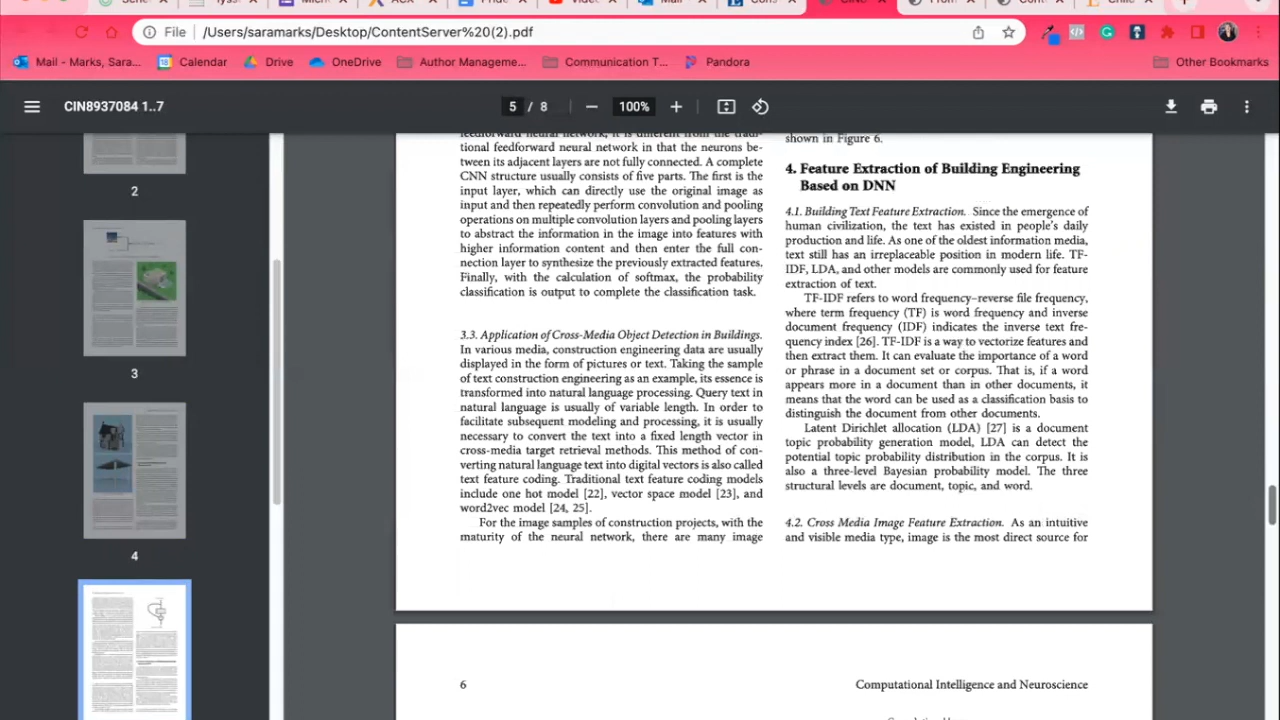 File
/Users/saramarks/Desktop/ContentServer%20(2).pdf
Mail - Marks, Sara...
Calendar
Drive
OneDrive
Author Manageme...
Communication T...
Pandora
Other Bookmarks
CIN8937084 1..7
5 / 8
100%
2
3
4
feedforward neural network, it is different from the tradi-
tional feedforward neural network in that the neurons be-
tween its adjacent layers are not fully connected. A complete
CNN structure usually consists of five parts. The first is the
input layer, which can directly use the original image as
input and then repeatedly perform convolution and pooling
operations on multiple convolution layers and pooling layers
to abstract the information in the image into features with
higher information content and then enter the full con-
nection layer to synthesize the previously extracted features.
Finally, with the calculation of softmax, the probability
classification is output to complete the classification task.
3.3. Application of Cross-Media Object Detection in Buildings.
In various media, construction engineering data are usually
displayed in the form of pictures or text. Taking the sample
of text construction engineering as an example, its essence is
transformed into natural language processing. Query text in
natural language is usually of variable length. In order to
facilitate subsequent modeling and processing, it is usually
necessary to convert the text into a fixed length vector in
cross-media target retrieval methods. This method of con-
verting natural language text into digital vectors is also called
text feature coding. Traditional text feature coding models
include one hot model [22], vector space model [23], and
word2vec model [24, 25].
For the image samples of construction projects, with the
maturity of the neural network, there are many image
shown in Figure 6.
4. Feature Extraction of Building Engineering
Based on DNN
4.1. Building Text Feature Extraction. Since the emergence of
human civilization, the text has existed in people's daily
production and life. As one of the oldest information media,
text still has an irreplaceable position in modern life. TF-
IDF, LDA, and other models are commonly used for feature
extraction of text.
TF-IDF refers to word frequency–reverse file frequency,
where term frequency (TF) is word frequency and inverse
document frequency (IDF) indicates the inverse text fre-
quency index [26]. TF-IDF is a way to vectorize features and
then extract them. It can evaluate the importance of a word
or phrase in a document set or corpus. That is, if a word
appears more in a document than in other documents, it
means that the word can be used as a classification basis to
distinguish the document from other documents.
Latent Dirichlet allocation (LDA) [27] is a document
topic probability generation model, LDA can detect the
potential topic probability distribution in the corpus. It is
also a three-level Bayesian probability model. The three
structural levels are document, topic, and word.
4.2. Cross Media Image Feature Extraction. As an intuitive
and visible media type, image is the most direct source for
6
Computational Intelligence and Neuroscience